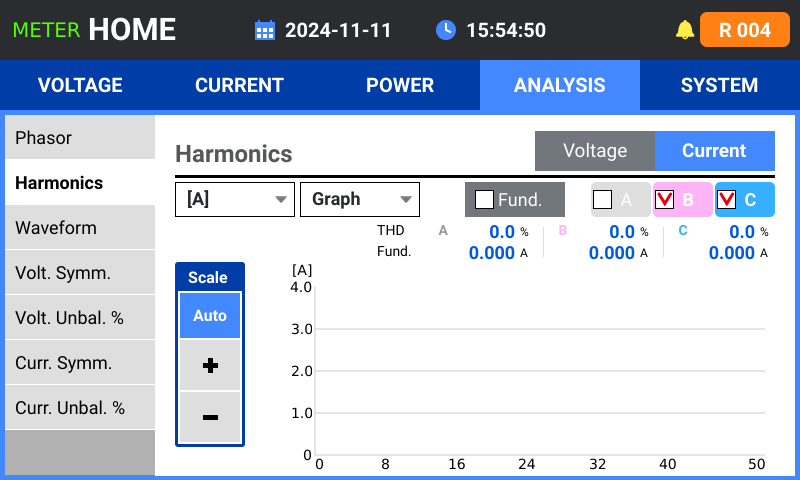 METER HOME 2024-11-11 15:54:50 R 004
VOLTAGE CURRENT POWER ANALYSIS SYSTEM
Phasor
Harmonics
Waveform
Volt. Symm.
Volt. Unbal. %
Curr. Symm.
Curr. Unbal. %
Harmonics Voltage Current
[A] Graph Fund. A B C
THD A 0.0 % B 0.0 % C 0.0 %
Fund. 0.000 A 0.000 A 0.000 A
Scale
Auto
+
−
[A]
4.0
3.0
2.0
1.0
0
0 8 16 24 32 40 50